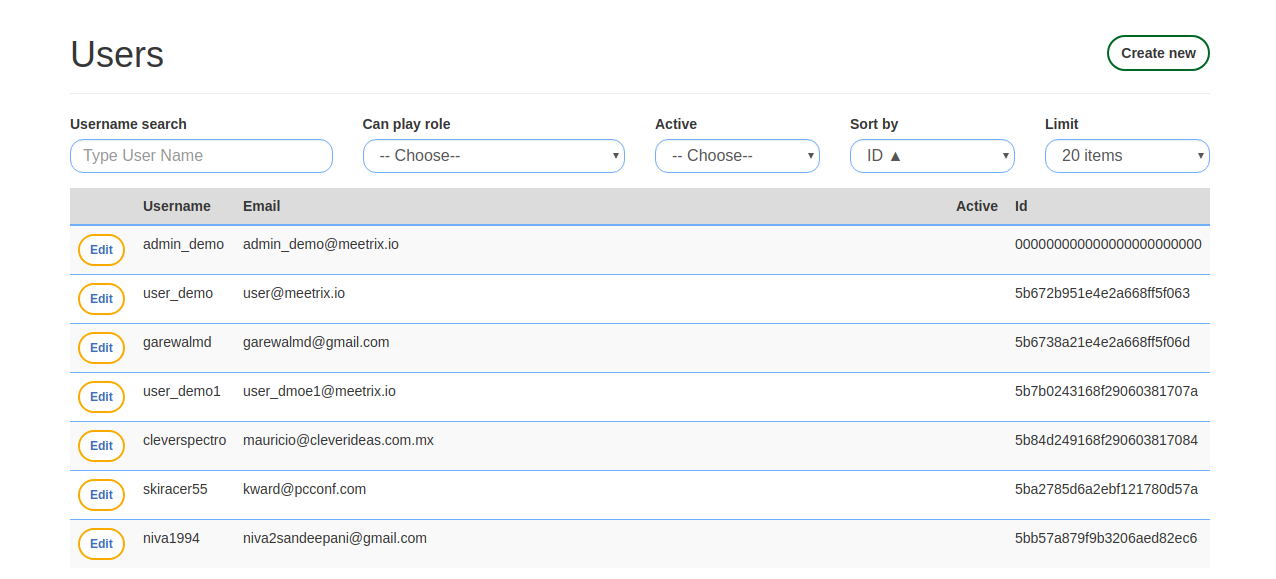 Users
Create new
Username search Can play role Active Sort by Limit
Type User Name -- Choose-- -- Choose-- ID ▲ 20 items
Username Email Active Id
Edit admin_demo admin_demo@meetrix.io 000000000000000000000000
Edit user_demo user@meetrix.io 5b672b951e4e2a668ff5f063
Edit garewalmd garewalmd@gmail.com 5b6738a21e4e2a668ff5f06d
Edit user_demo1 user_dmoe1@meetrix.io 5b7b0243168f29060381707a
Edit cleverspectro mauricio@cleverideas.com.mx 5b84d249168f290603817084
Edit skiracer55 kward@pcconf.com 5ba2785d6a2ebf121780d57a
Edit niva1994 niva2sandeepani@gmail.com 5bb57a879f9b3206aed82ec6